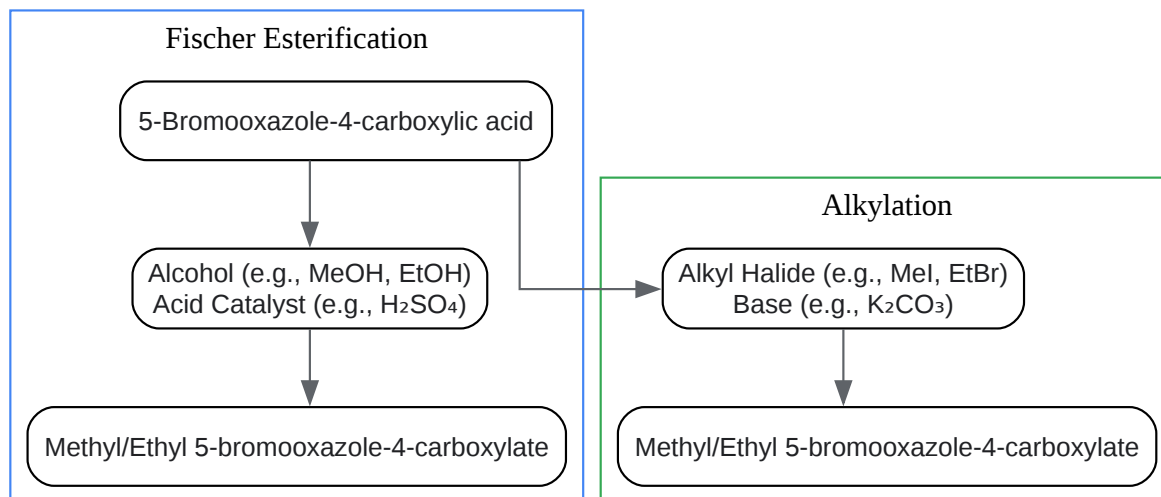 Fischer Esterification
5-Bromooxazole-4-carboxylic acid
Alcohol (e.g., MeOH, EtOH)
Acid Catalyst (e.g., H₂SO₄)
Methyl/Ethyl 5-bromooxazole-4-carboxylate
Alkylation
Alkyl Halide (e.g., MeI, EtBr)
Base (e.g., K₂CO₃)
Methyl/Ethyl 5-bromooxazole-4-carboxylate